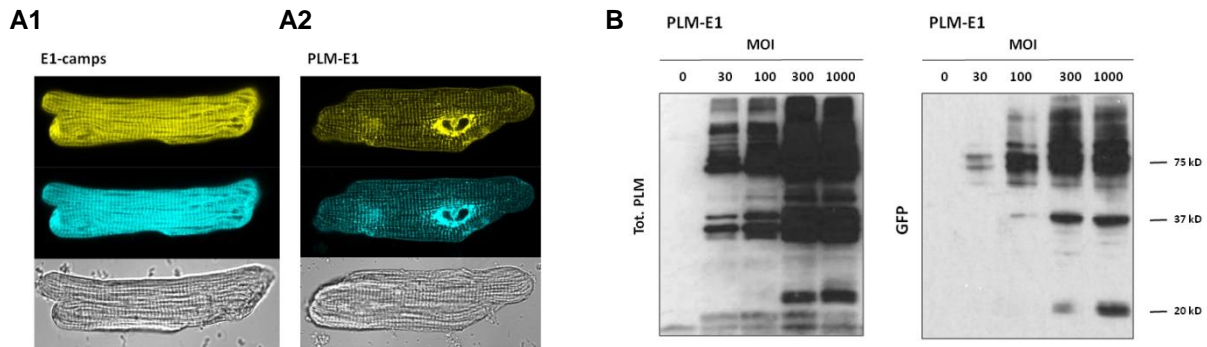 A1
A2
B
E1-camps
PLM-E1
PLM-E1
MOI
0 30 100 300 1000
Tot. PLM
PLM-E1
MOI
0 30 100 300 1000
GFP
75 kD
37 kD
20 kD